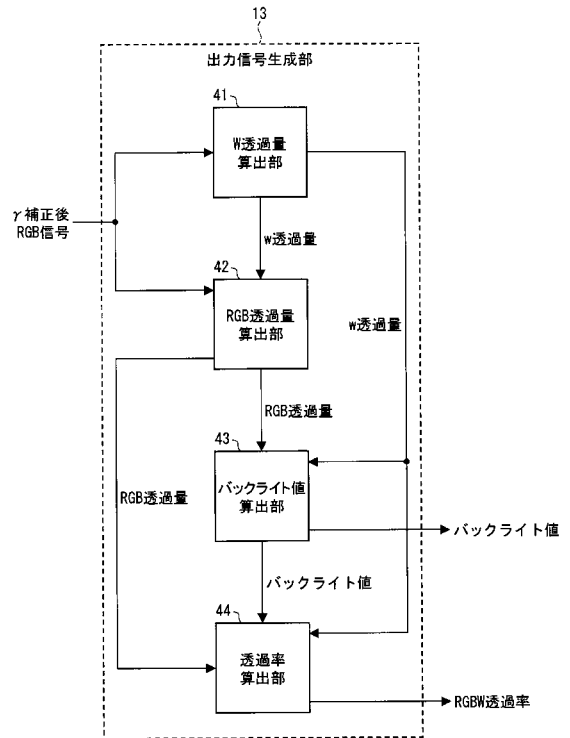 13
出力信号生成部
41
W透過量
算出部
γ補正後
RGB信号
w透過量
42
RGB透過量
算出部
w透過量
RGB透過量
43
バックライト値
算出部
RGB透過量
バックライト値
バックライト値
44
透過率
算出部
RGBW透過率